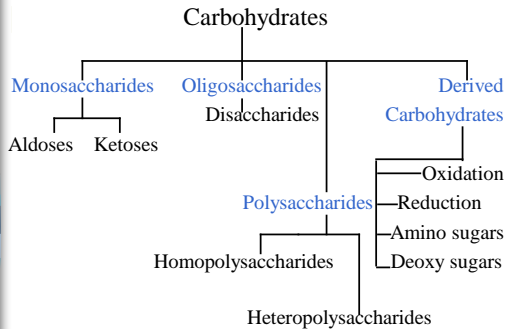 Carbohydrates
Monosaccharides
Oligosaccharides
Derived
Carbohydrates
Disaccharides
Aldoses
Ketoses
Oxidation
Polysaccharides
Reduction
Amino sugars
Homopolysaccharides
Deoxy sugars
Heteropolysaccharides